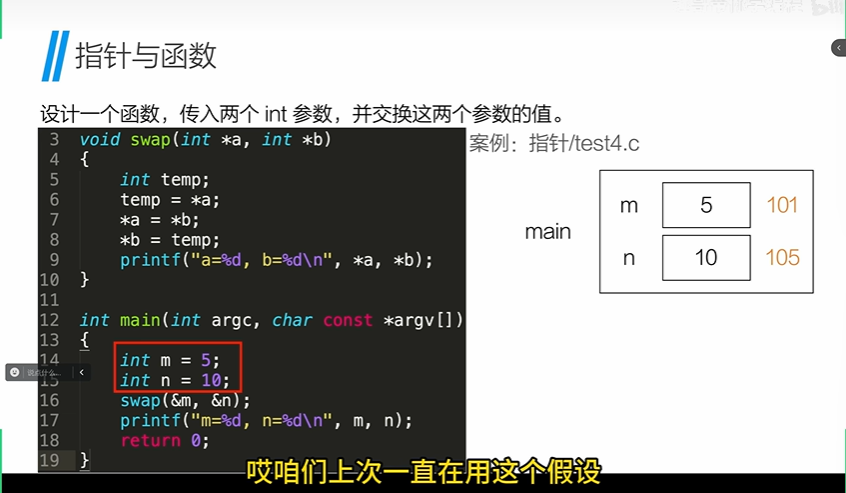 指针与函数
设计一个函数，传入两个 int 参数，并交换这两个参数的值。
案例：指针/test4.c
3 void swap(int *a, int *b)
4 {
5 int temp;
6 temp = *a;
7 *a = *b;
8 *b = temp;
9 printf("a=%d, b=%d\n", *a, *b);
10 }
11
12 int main(int argc, char const *argv[])
13 {
14 int m = 5;
15 int n = 10;
16 swap(&m, &n);
17 printf("m=%d, n=%d\n", m, n);
18 return 0;
19 }
main
m 5 101
n 10 105
说点什么...
哎咱们上次一直在用这个假设